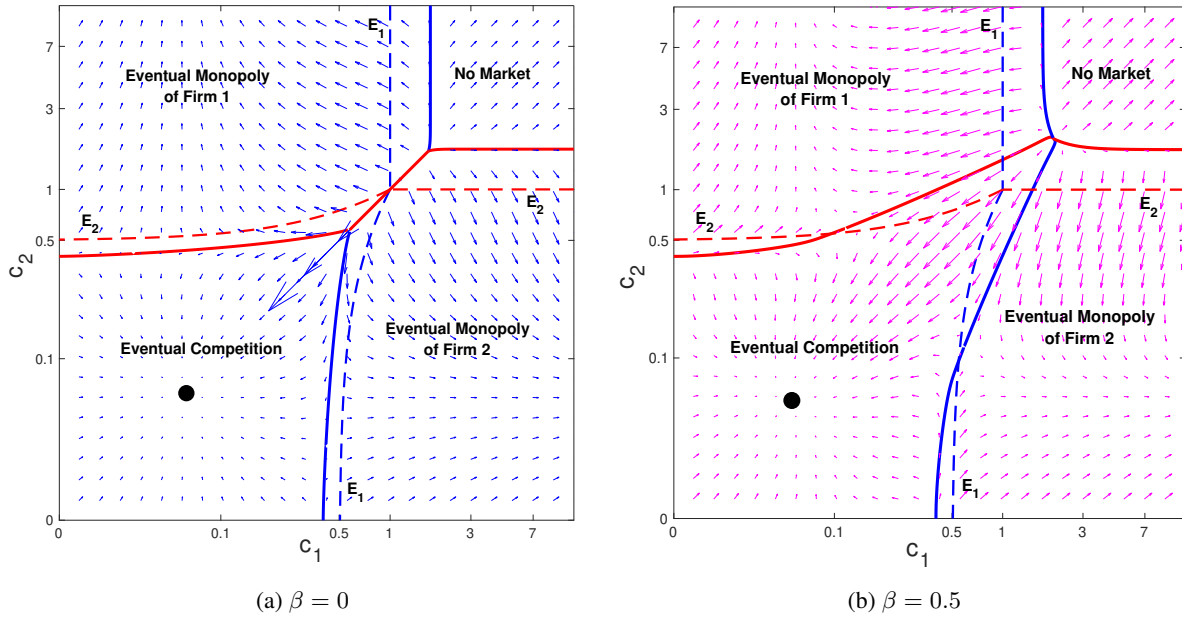 E1
7
Eventual Monopoly
of Firm 1
No Market
3
1
E2
E2
0.5
c2
Eventual Monopoly
of Firm 2
Eventual Competition
0.1
E1
0
0
0.1
0.5
1
3
7
c1
(a) β = 0
E1
7
Eventual Monopoly
of Firm 1
No Market
3
1
E2
E2
0.5
c2
Eventual Monopoly
of Firm 2
Eventual Competition
0.1
E1
0
0
0.1
0.5
1
3
7
c1
(b) β = 0.5